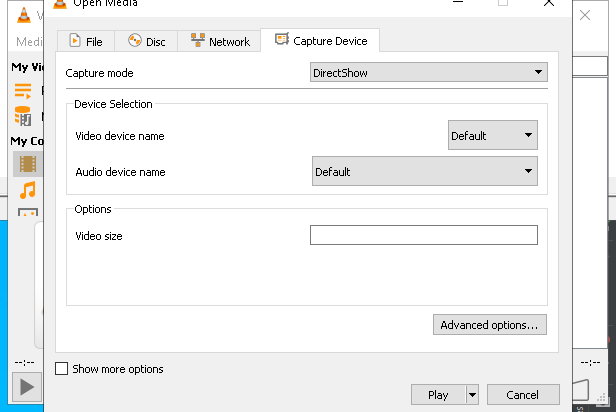 Open Media
Medi
File
Disc
Network
Capture Device
My Vi
Capture mode
DirectShow
Device Selection
Video device name
Default
Audio device name
Default
My Co
Options
Video size
Advanced options...
--:--
--:--
Show more options
Play
Cancel